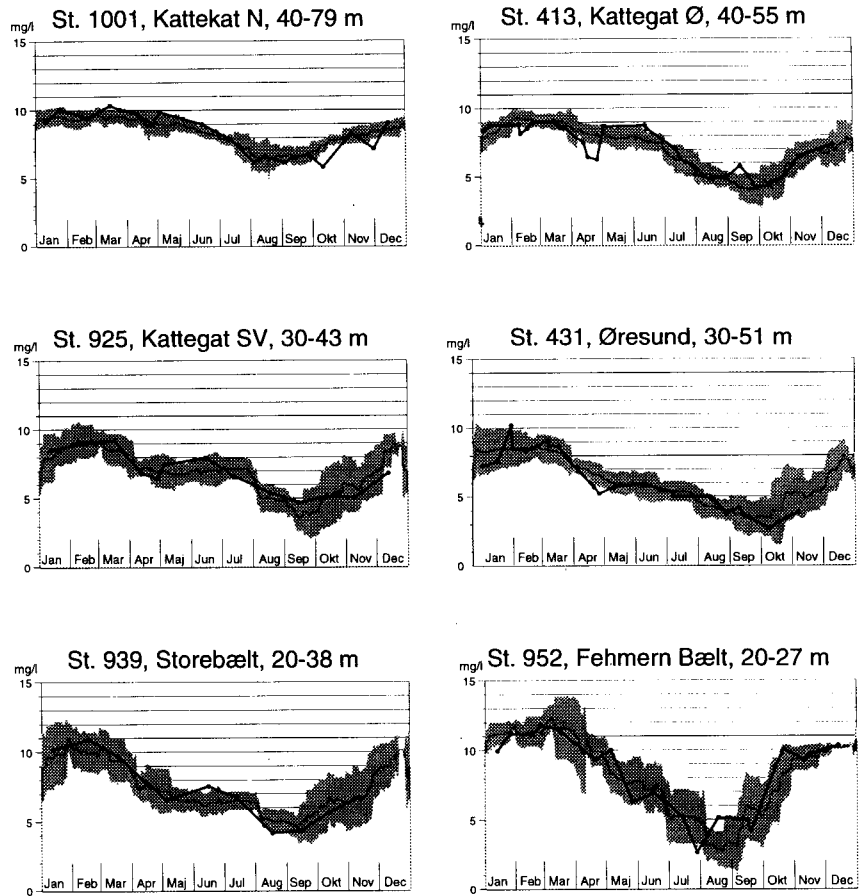 St. 1001, Kattekat N, 40-79 m
mg/l
15
10
5
0
Jan Feb Mar Apr Maj Jun Jul Aug Sep Okt Nov Dec
St. 413, Kattegat Ø, 40-55 m
mg/l
15
10
5
0
Jan Feb Mar Apr Maj Jun Jul Aug Sep Okt Nov Dec
St. 925, Kattegat SV, 30-43 m
mg/l
15
10
5
0
Jan Feb Mar Apr Maj Jun Jul Aug Sep Okt Nov Dec
St. 431, Øresund, 30-51 m
mg/l
15
10
5
0
Jan Feb Mar Apr Maj Jun Jul Aug Sep Okt Nov Dec
St. 939, Storebælt, 20-38 m
mg/l
15
10
5
0
Jan Feb Mar Apr Maj Jun Jul Aug Sep Okt Nov Dec
St. 952, Fehmern Bælt, 20-27 m
mg/l
15
10
5
0
Jan Feb Mar Apr Maj Jun Jul Aug Sep Okt Nov Dec